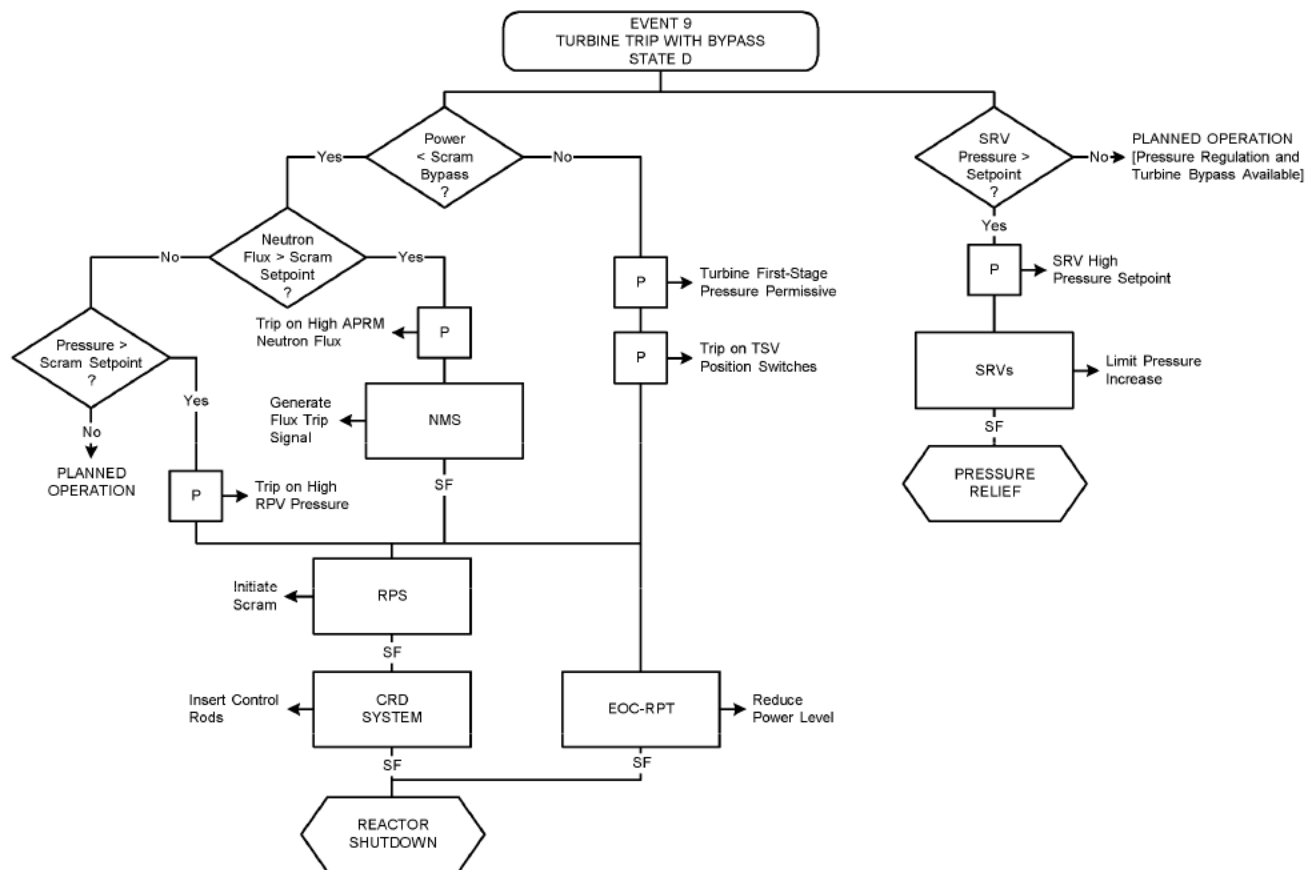 EVENT 9
TURBINE TRIP WITH BYPASS
STATE D
Power
< Scram
Bypass
?
Yes
No
SRV
Pressure >
Setpoint
?
No
PLANNED OPERATION
[Pressure Regulation and
Turbine Bypass Available]
Yes
Neutron
Flux > Scram
Setpoint
?
No
Yes
P
Turbine First-Stage
Pressure Permissive
P
SRV High
Pressure Setpoint
Trip on High APRM
Neutron Flux
P
P
Trip on TSV
Position Switches
Pressure >
Scram Setpoint
?
Yes
No
PLANNED
OPERATION
SRVs
Limit Pressure
Increase
SF
PRESSURE
RELIEF
Generate
Flux Trip
Signal
NMS
SF
P
Trip on High
RPV Pressure
Initiate
Scram
RPS
SF
Insert Control
Rods
CRD
SYSTEM
SF
EOC-RPT
Reduce
Power Level
SF
REACTOR
SHUTDOWN